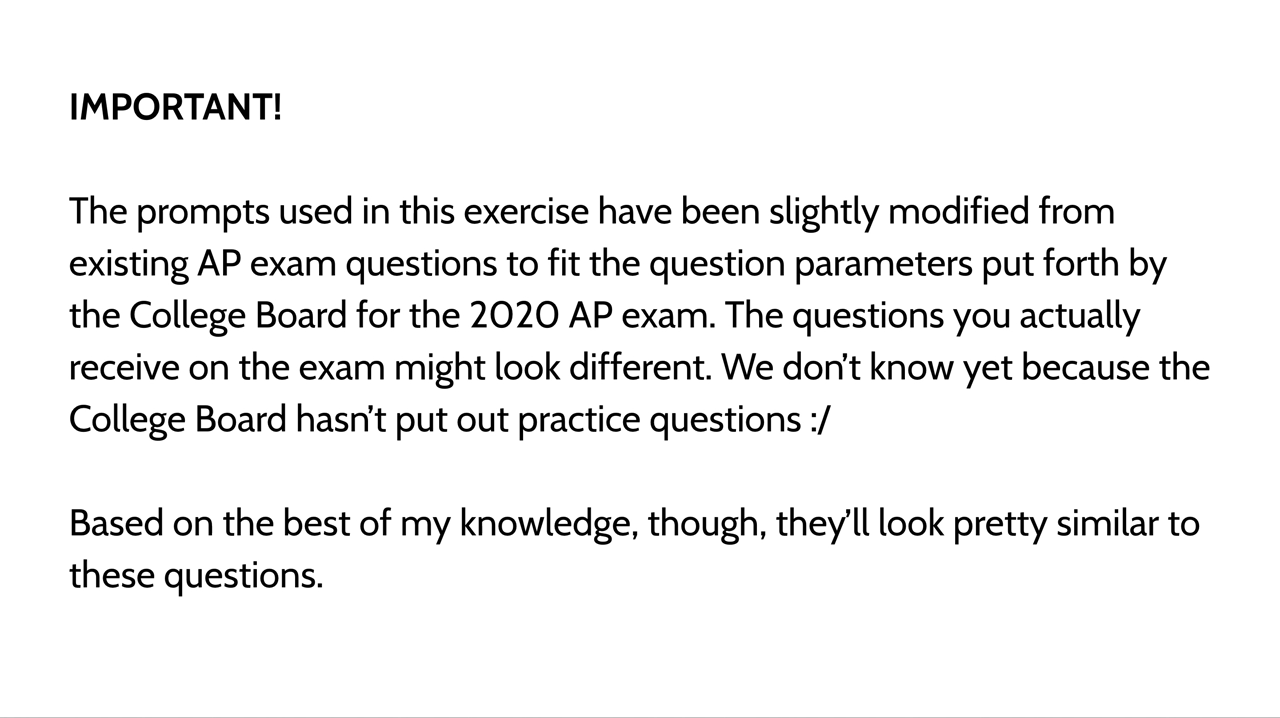 IMPORTANT!
The prompts used in this exercise have been slightly modified from
existing AP exam questions to fit the question parameters put forth by
the College Board for the 2020 AP exam. The questions you actually
receive on the exam might look different. We don’t know yet because the
College Board hasn’t put out practice questions :/
Based on the best of my knowledge, though, they’ll look pretty similar to
these questions.